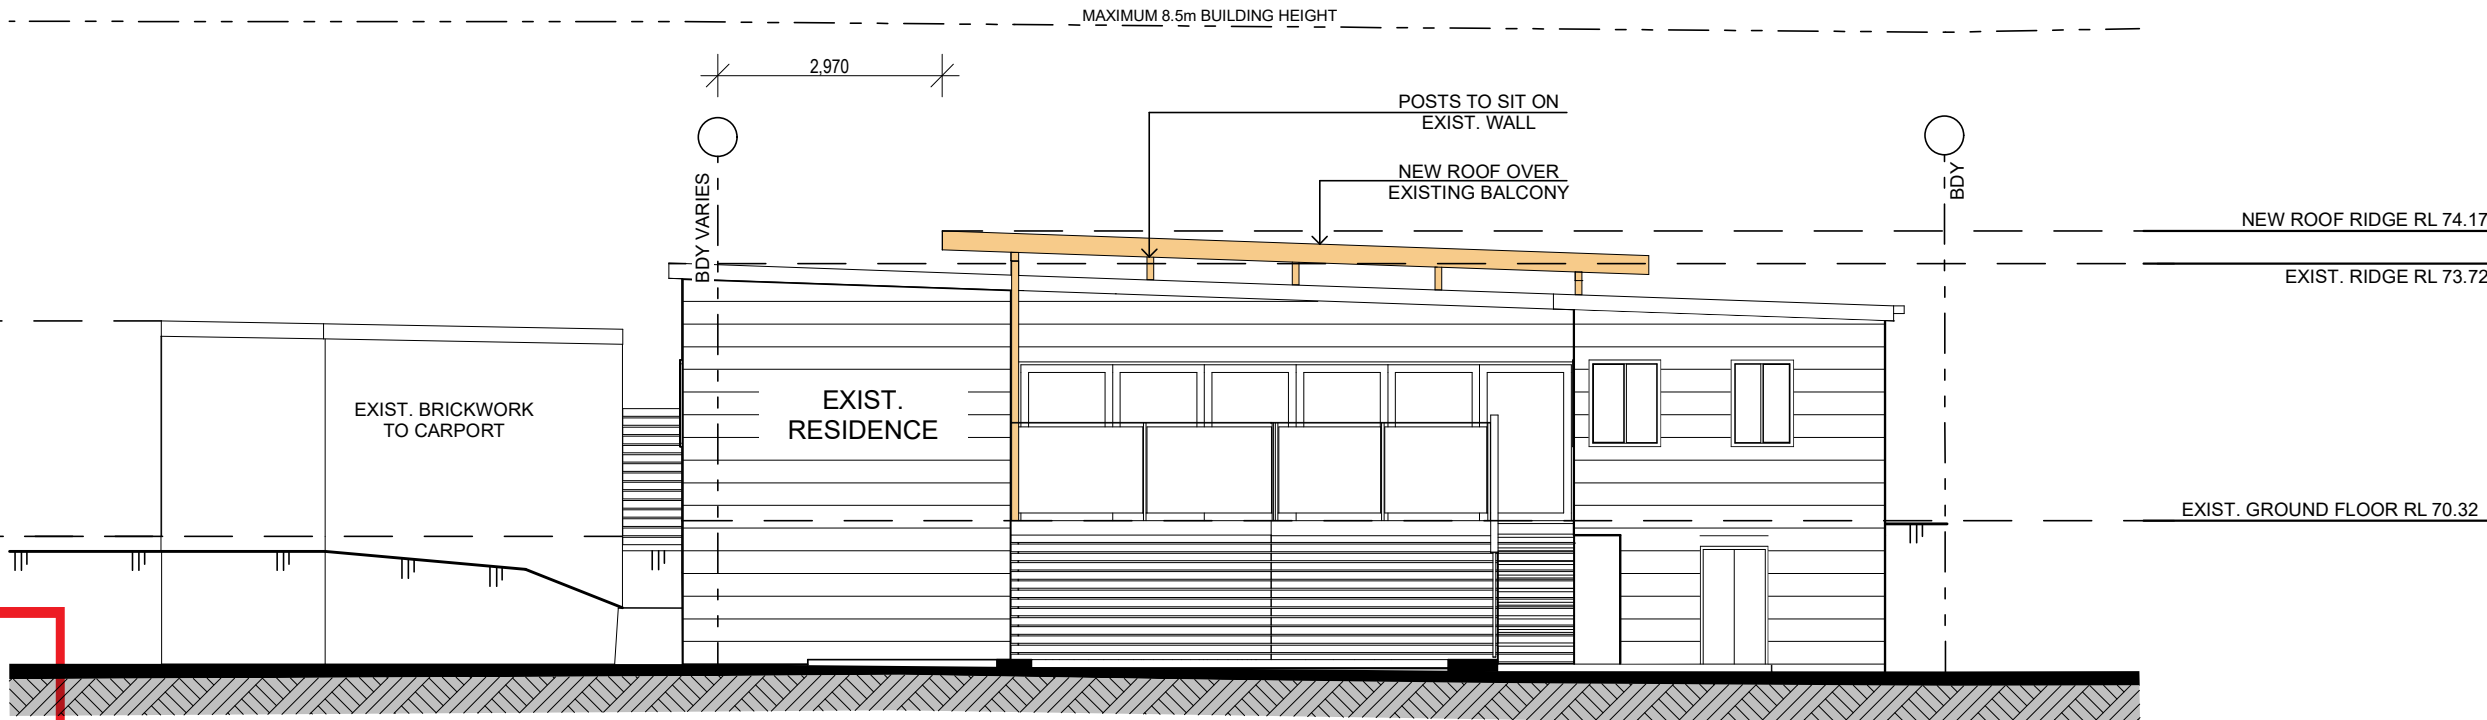 MAXIMUM 8.5m BUILDING HEIGHT
2,970
POSTS TO SIT ON
EXIST. WALL
NEW ROOF OVER
EXISTING BALCONY
BDY VARIES
BDY
NEW ROOF RIDGE RL 74.17
EXIST. RIDGE RL 73.72
EXIST. BRICKWORK
TO CARPORT
EXIST.
RESIDENCE
EXIST. GROUND FLOOR RL 70.32